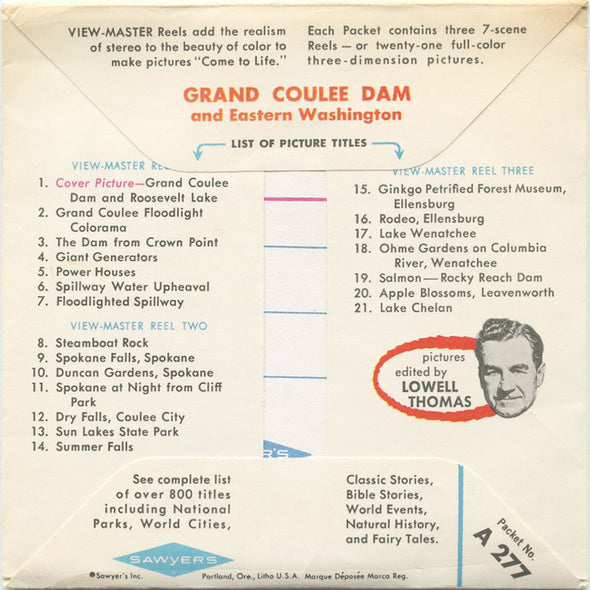 VIEW-MASTER Reels add the realism
of stereo to the beauty of color to
make pictures "Come to Life."
Each Packet contains three 7-scene
Reels — or twenty-one full-color
three-dimension pictures.
GRAND COULEE DAM
and Eastern Washington
LIST OF PICTURE TITLES
VIEW-MASTER
1. Cover Picture—Grand Coulee
Dam and Roosevelt Lake
2. Grand Coulee Floodlight
Colorama
3. The Dam from Crown Point
4. Giant Generators
5. Power Houses
6. Spillway Water Upheaval
7. Floodlighted Spillway
VIEW-MASTER REEL TWO
8. Steamboat Rock
9. Spokane Falls, Spokane
10. Duncan Gardens, Spokane
11. Spokane at Night from Cliff
Park
12. Dry Falls, Coulee City
13. Sun Lakes State Park
14. Summer Falls
VIEW-MASTER REEL THREE
15. Ginkgo Petrified Forest Museum,
Ellensburg
16. Rodeo, Ellensburg
17. Lake Wenatchee
18. Ohme Gardens on Columbia
River, Wenatchee
19. Salmon — Rocky Reach Dam
20. Apple Blossoms, Leavenworth
21. Lake Chelan
pictures
edited by
LOWELL
THOMAS
R'S
See complete list
of over 800 titles
including National
Parks, World Cities,
Classic Stories,
Bible Stories,
World Events,
Natural History,
and Fairy Tales.
SAWYERS
®Sawyer's Inc. Portland, Ore., Litho U.S.A. Marque Déposée Marca Reg.
Packet No.
A 277